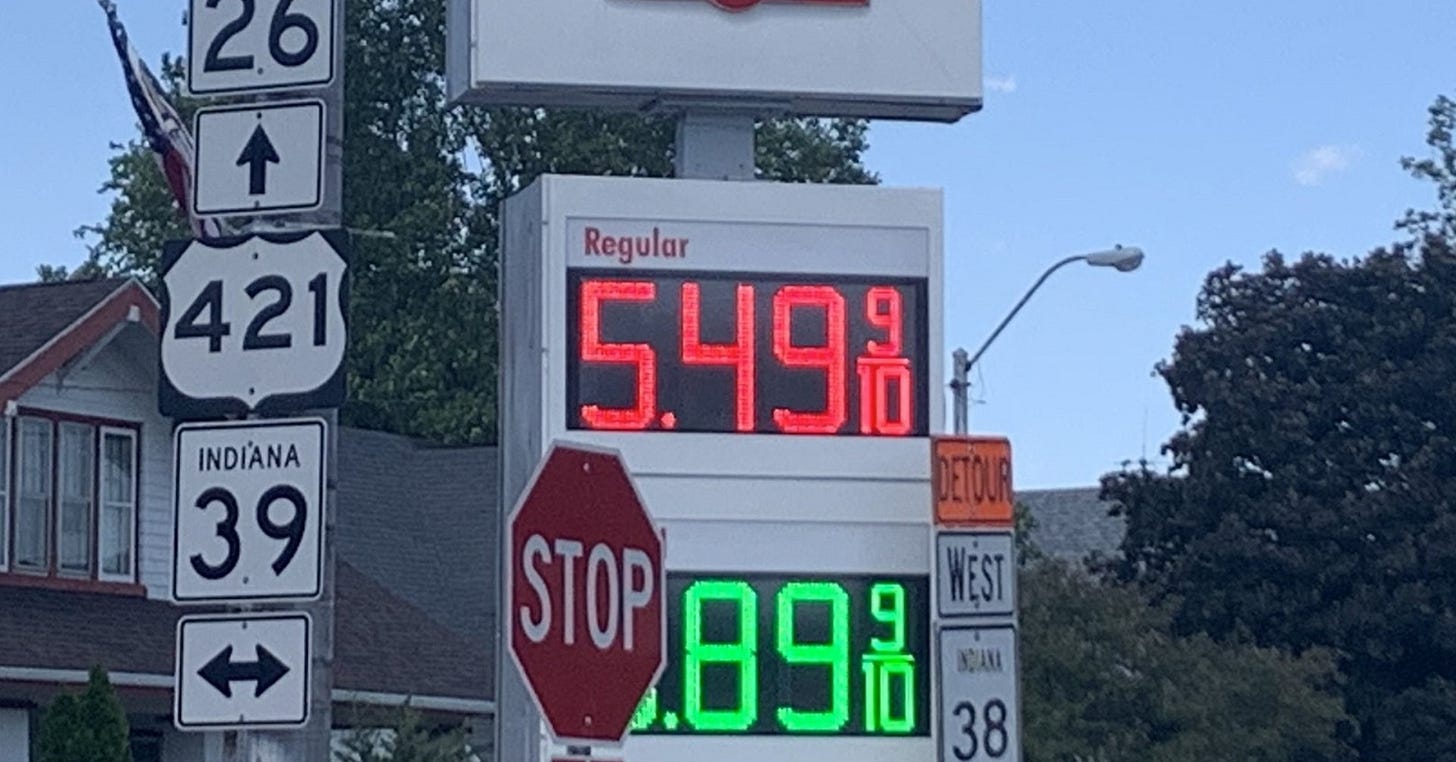 26
421
INDIANA
39
Regular
5.49 9/10
STOP
.89 9/10
DETOUR
WEST
INDIANA
38